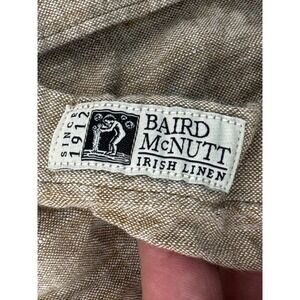 SINCE
1912
BAIRD
McNUTT
IRISH LINEN